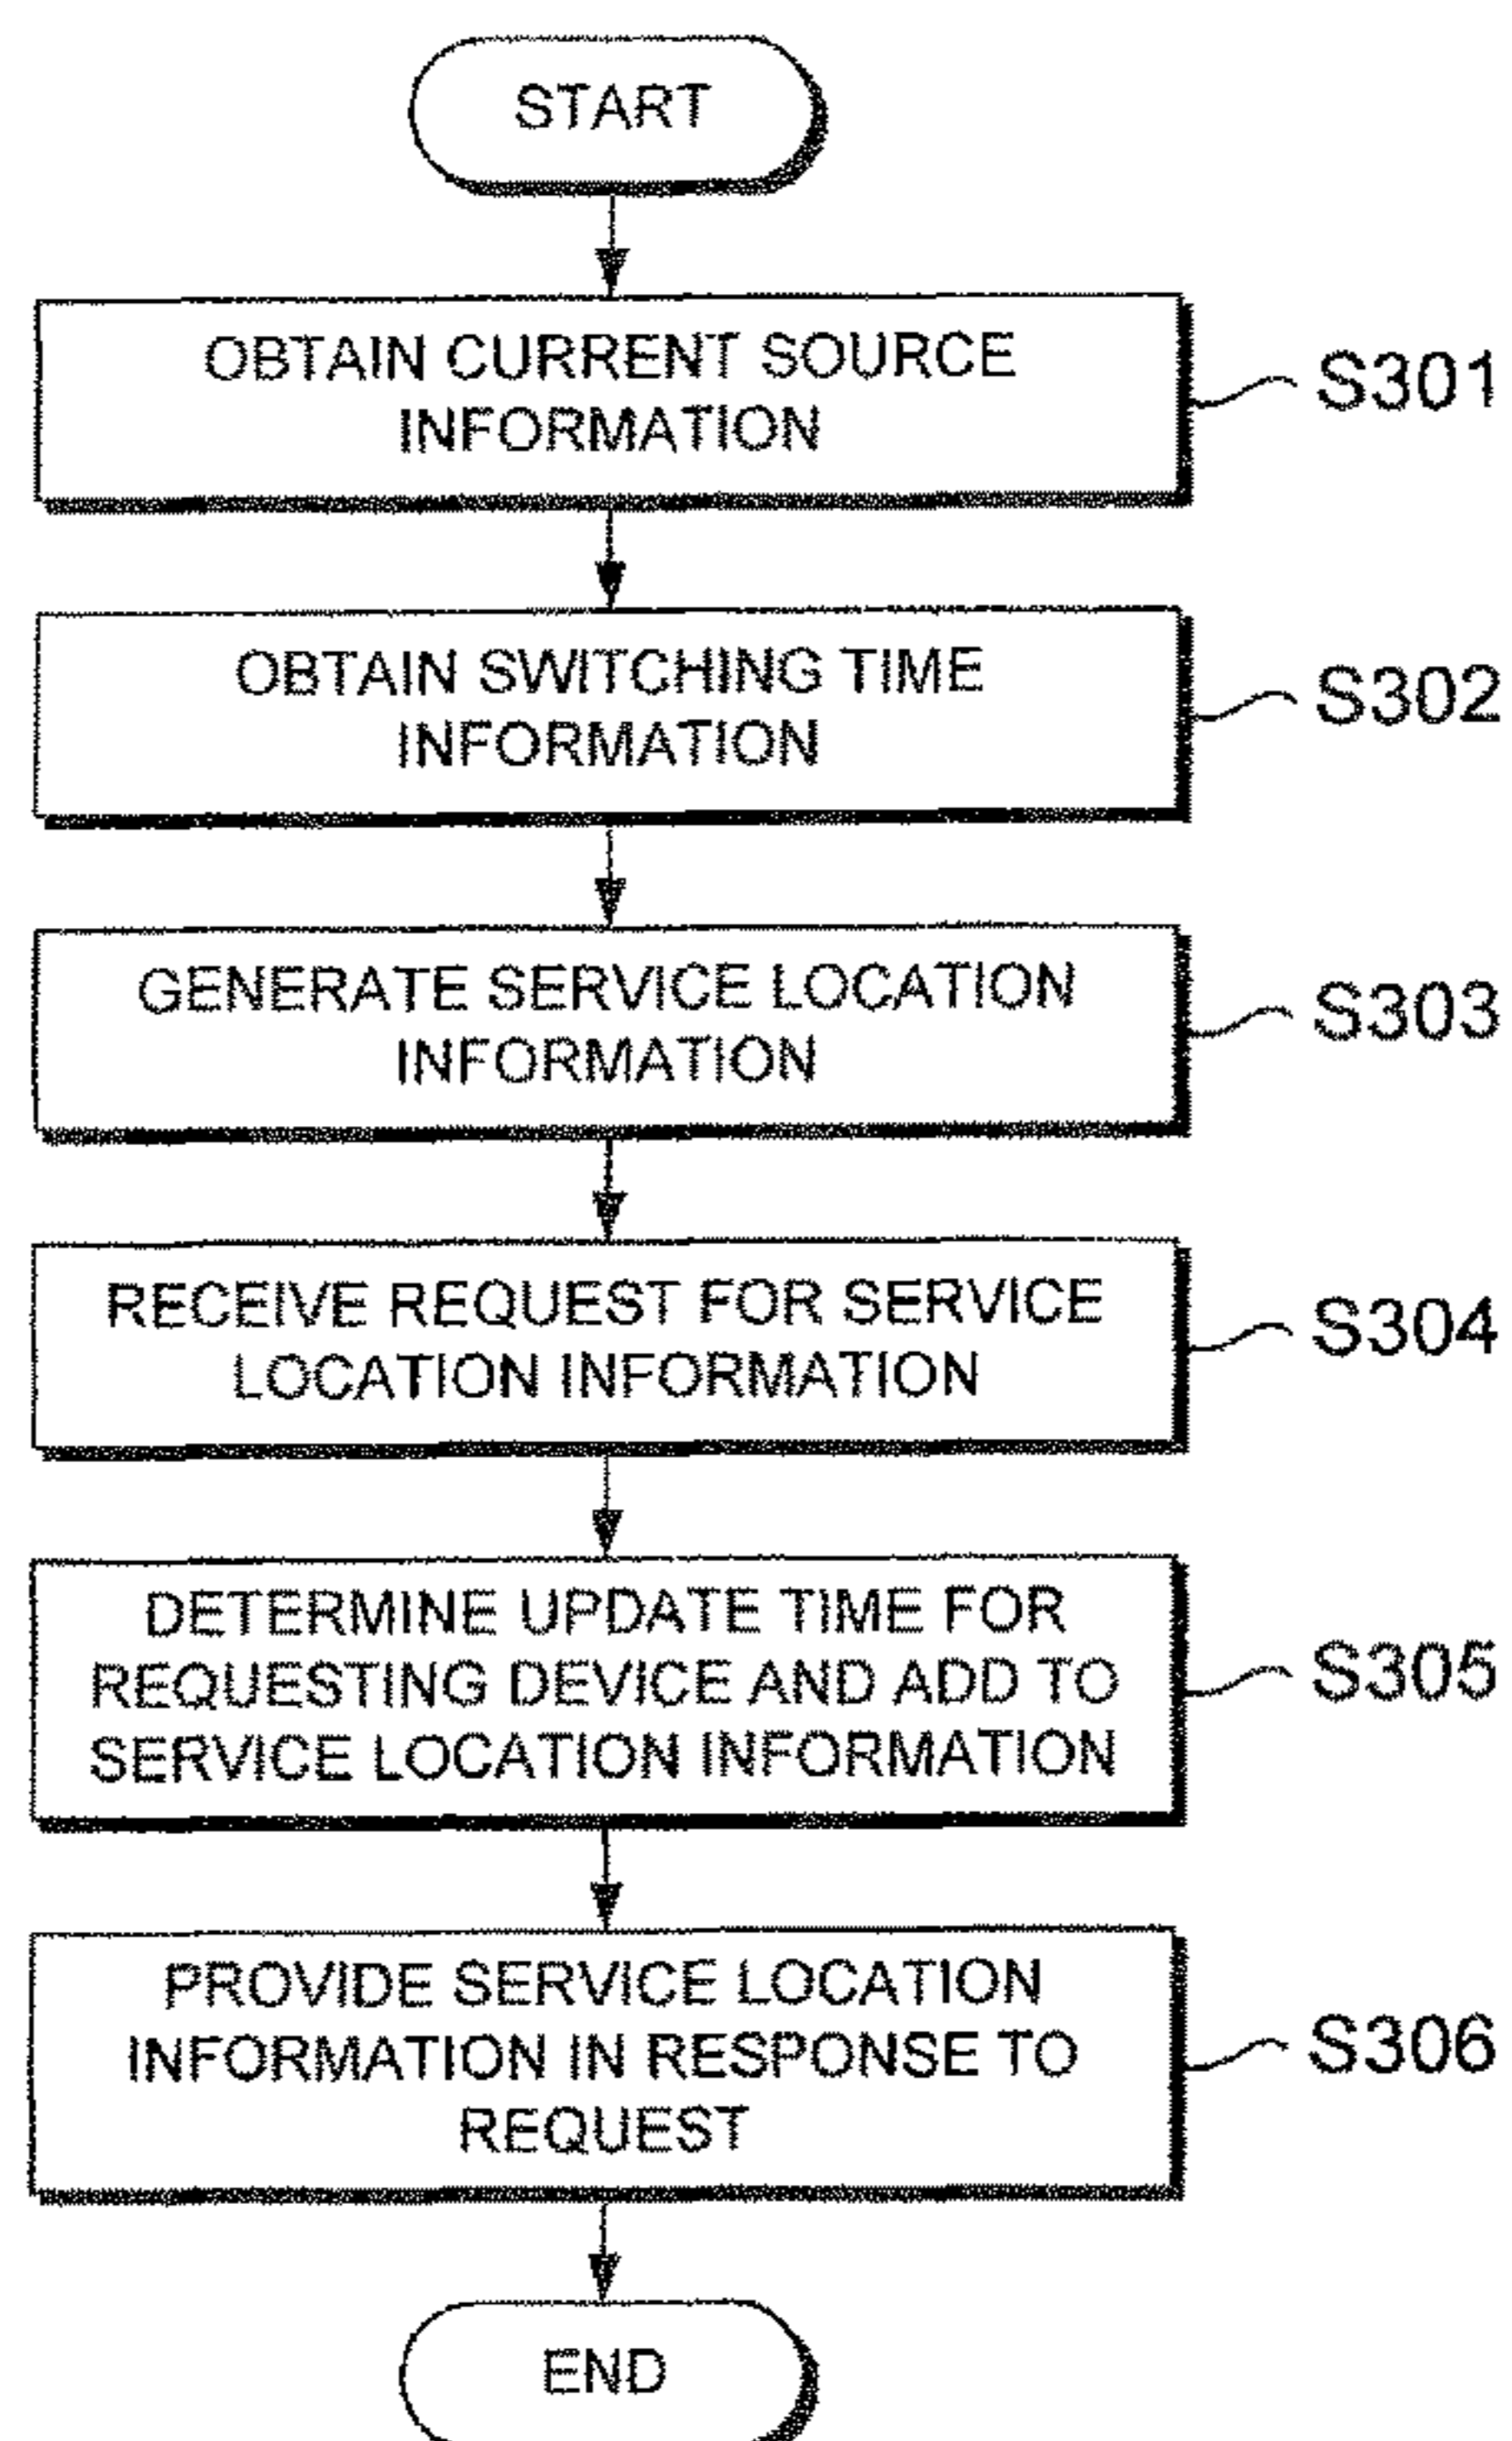 START
OBTAIN CURRENT SOURCE
INFORMATION
S301
OBTAIN SWITCHING TIME
INFORMATION
S302
GENERATE SERVICE LOCATION
INFORMATION
S303
RECEIVE REQUEST FOR SERVICE
LOCATION INFORMATION
S304
DETERMINE UPDATE TIME FOR
REQUESTING DEVICE AND ADD TO
SERVICE LOCATION INFORMATION
S305
PROVIDE SERVICE LOCATION
INFORMATION IN RESPONSE TO
REQUEST
S306
END